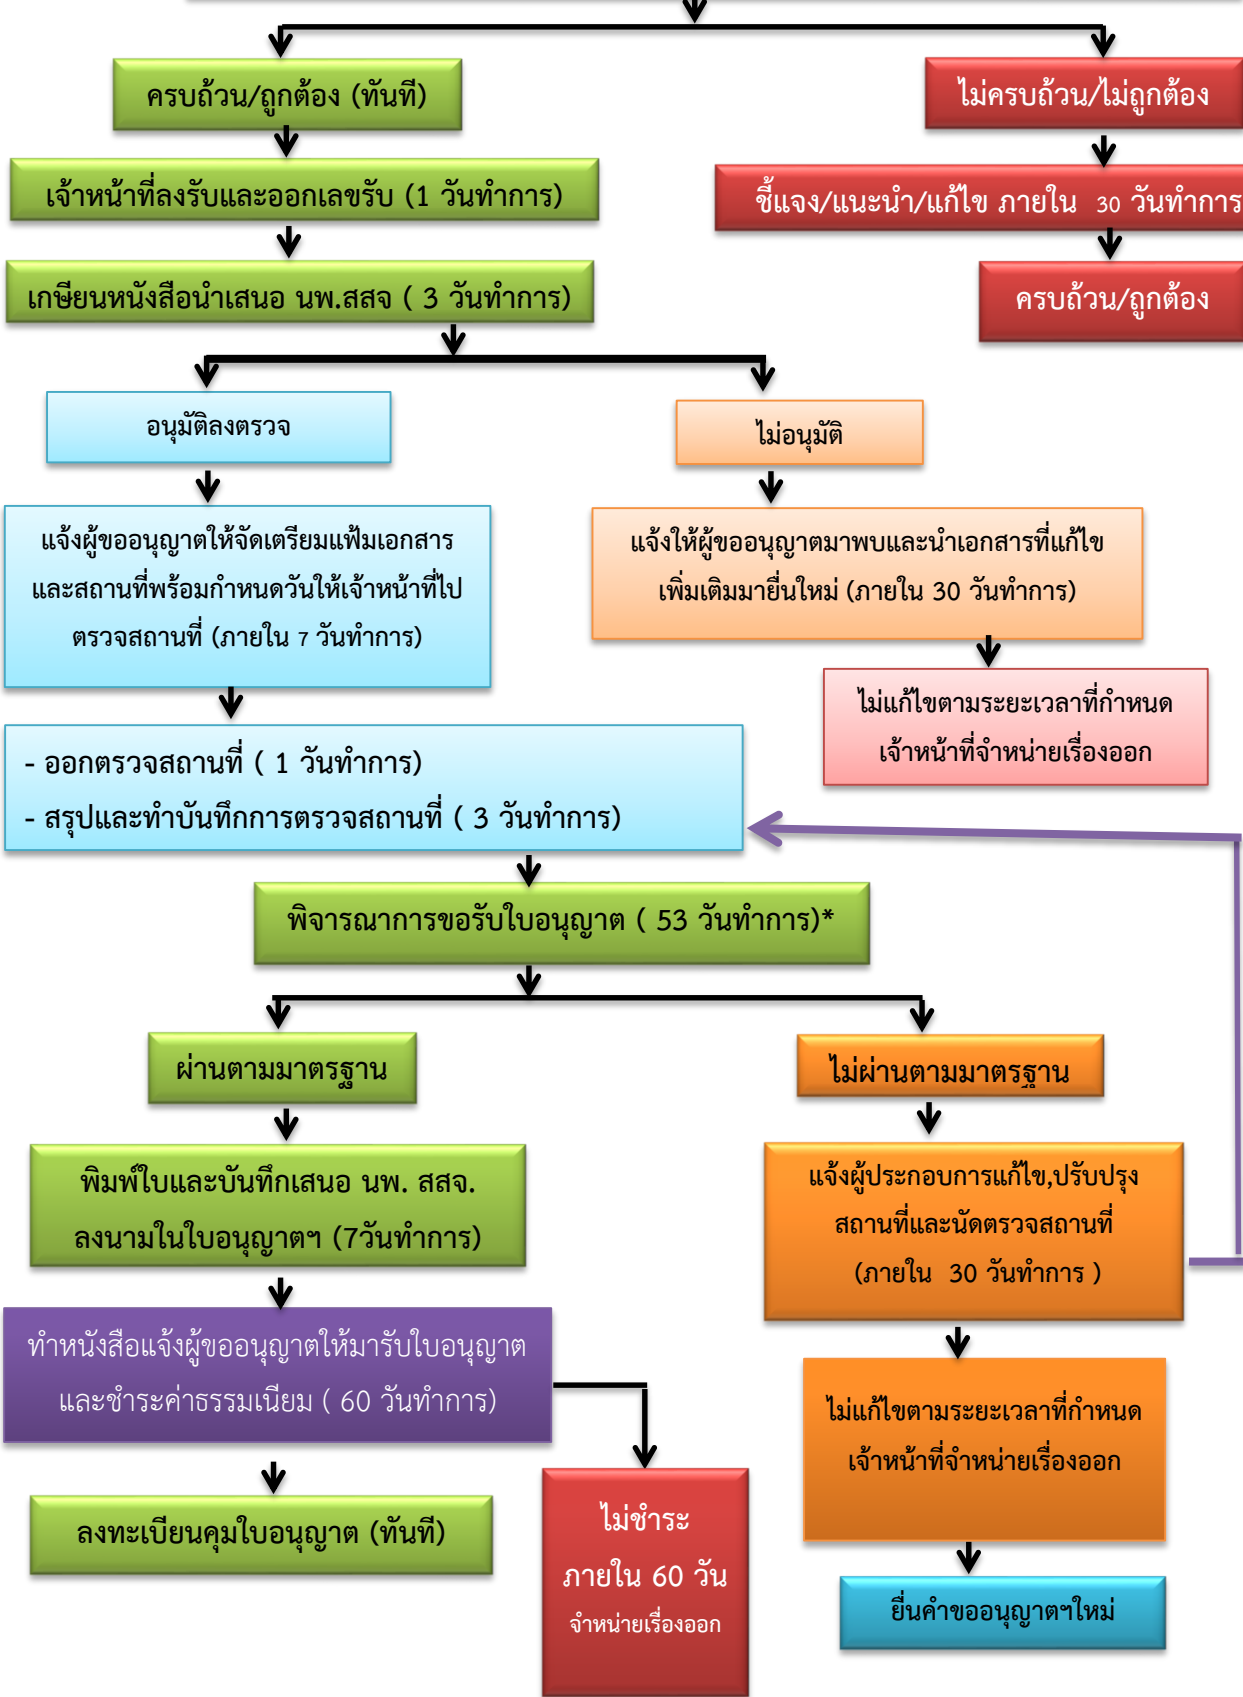 ครบถ้วน/ถูกต้อง (ทันที)
ไม่ครบถ้วน/ไม่ถูกต้อง
เจ้าหน้าที่ลงรับและออกเลขรับ (1 วันทำการ)
ชี้แจง/แนะนำ/แก้ไข ภายใน 30 วันทำการ
เกษียนหนังสือนำเสนอ นพ.สสจ ( 3 วันทำการ)
ครบถ้วน/ถูกต้อง
อนุมัติลงตรวจ
ไม่อนุมัติ
แจ้งผู้ขออนุญาตให้จัดเตรียมแฟ้มเอกสาร
และสถานที่พร้อมกำหนดวันให้เจ้าหน้าที่ไป
ตรวจสถานที่ (ภายใน 7 วันทำการ)
แจ้งให้ผู้ขออนุญาตมาพบและนำเอกสารที่แก้ไข
เพิ่มเติมมายื่นใหม่ (ภายใน 30 วันทำการ)
ไม่แก้ไขตามระยะเวลาที่กำหนด
เจ้าหน้าที่จำหน่ายเรื่องออก
- ออกตรวจสถานที่ ( 1 วันทำการ)
- สรุปและทำบันทึกการตรวจสถานที่ ( 3 วันทำการ)
พิจารณาการขอรับใบอนุญาต ( 53 วันทำการ)*
ผ่านตามมาตรฐาน
ไม่ผ่านตามมาตรฐาน
พิมพ์ใบและบันทึกเสนอ นพ. สสจ.
ลงนามในใบอนุญาตฯ (7วันทำการ)
แจ้งผู้ประกอบการแก้ไข,ปรับปรุง
สถานที่และนัดตรวจสถานที่
(ภายใน 30 วันทำการ )
ทำหนังสือแจ้งผู้ขออนุญาตให้มารับใบอนุญาต
และชำระค่าธรรมเนียม ( 60 วันทำการ)
ไม่แก้ไขตามระยะเวลาที่กำหนด
เจ้าหน้าที่จำหน่ายเรื่องออก
ลงทะเบียนคุมใบอนุญาต (ทันที)
ไม่ชำระ
ภายใน 60 วัน
จำหน่ายเรื่องออก
ยื่นคำขออนุญาตฯใหม่